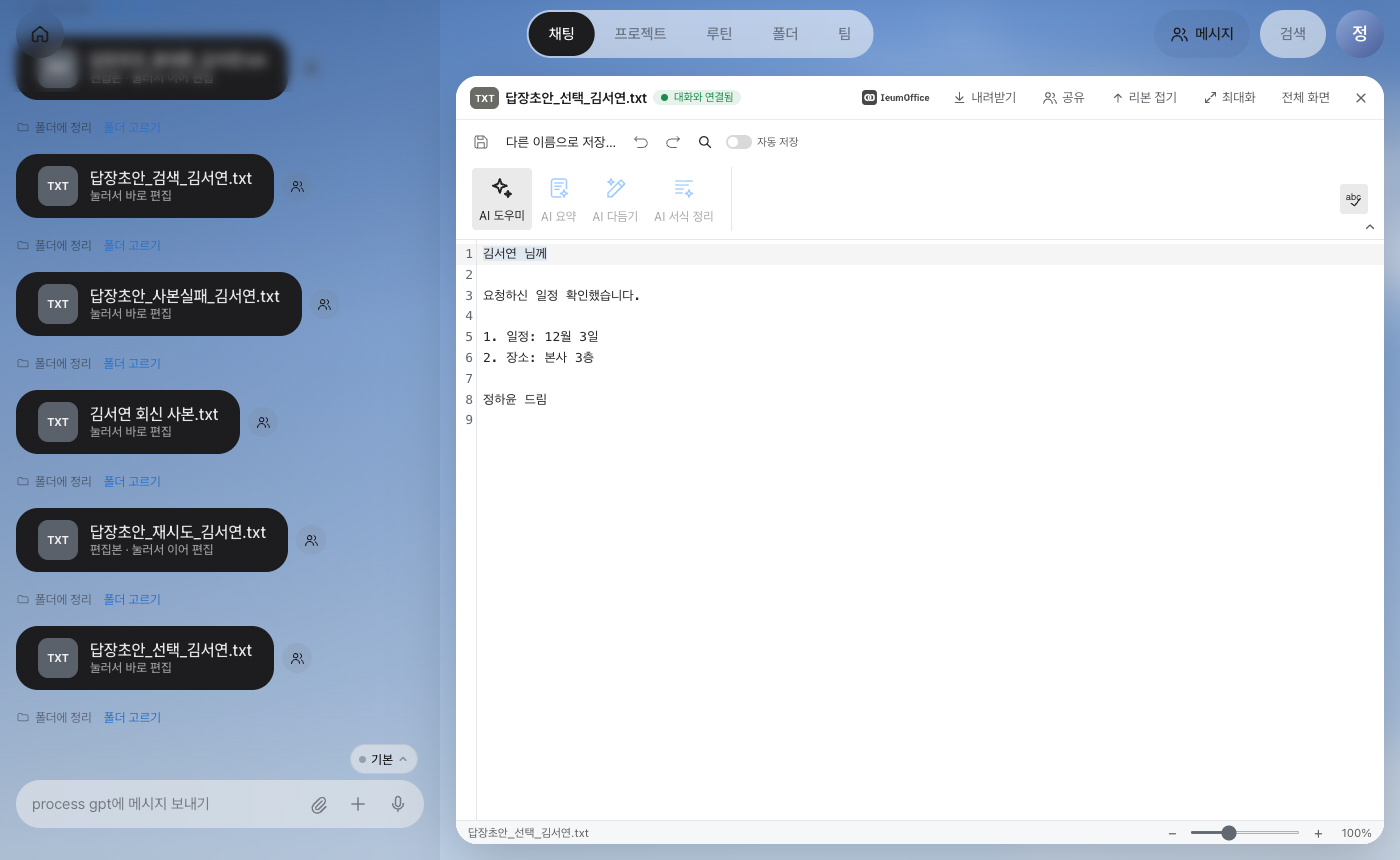 채팅
프로젝트
루틴
폴더
팀
메시지
검색
정
폴더에 정리 폴더 고르기
TXT
답장초안_검색_김서연.txt
눌러서 바로 편집
폴더에 정리 폴더 고르기
TXT
답장초안_사본실패_김서연.txt
눌러서 바로 편집
폴더에 정리 폴더 고르기
TXT
김서연 회신 사본.txt
눌러서 바로 편집
폴더에 정리 폴더 고르기
TXT
답장초안_재시도_김서연.txt
편집본 · 눌러서 이어 편집
폴더에 정리 폴더 고르기
TXT
답장초안_선택_김서연.txt
눌러서 바로 편집
폴더에 정리 폴더 고르기
기본
process gpt에 메시지 보내기
TXT 답장초안_선택_김서연.txt 대화와 연결됨
IeumOffice 내려받기 공유 리본 접기 최대화 전체 화면
다른 이름으로 저장... 자동 저장
AI 도우미 AI 요약 AI 다듬기 AI 서식 정리
abc
1 김서연 님께
2
3 요청하신 일정 확인했습니다.
4
5 1. 일정: 12월 3일
6 2. 장소: 본사 3층
7
8 정하윤 드림
9
답장초안_선택_김서연.txt
− + 100%